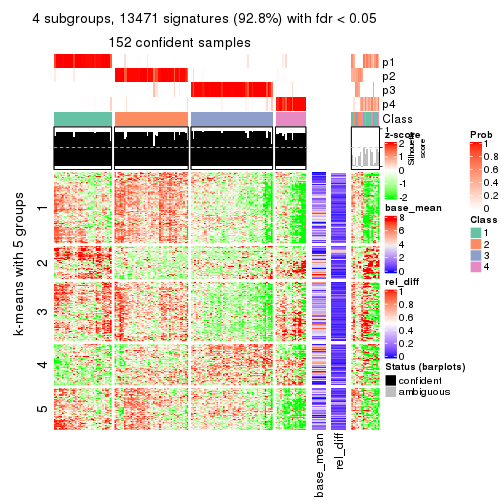 4 subgroups, 13471 signatures (92.8%) with fdr < 0.05
152 confident samples
p1
p2
p3
p4
Class
1
Silhouette
score
z-score
2
1
0
-1
-2
base_mean
8
6
4
2
0
rel_diff
1
0.8
0.6
0.4
0.2
0
Status (barplots)
confident
ambiguous
Prob
1
0.8
0.6
0.4
0.2
0
Class
1
2
3
4
k-means with 5 groups
1
2
3
4
5
base_mean
rel_diff